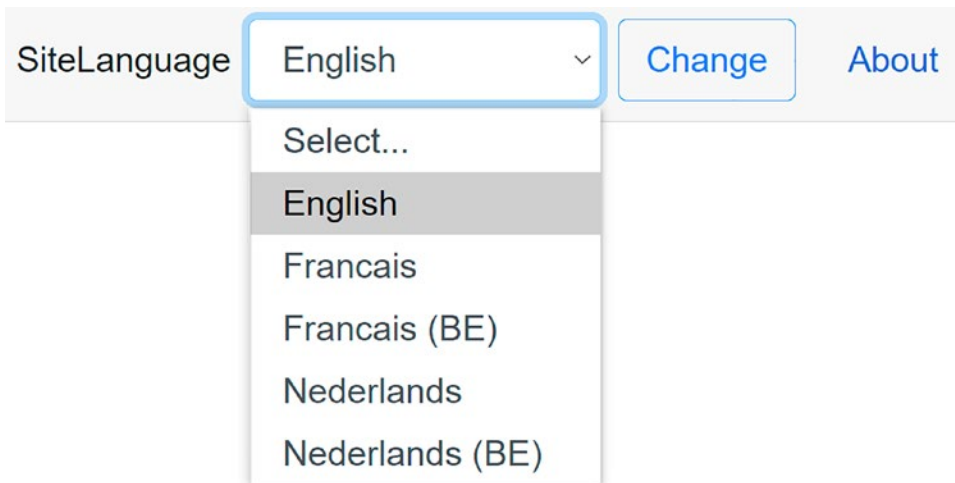 SiteLanguage English Change About
Select...
English
Francais
Francais (BE)
Nederlands
Nederlands (BE)